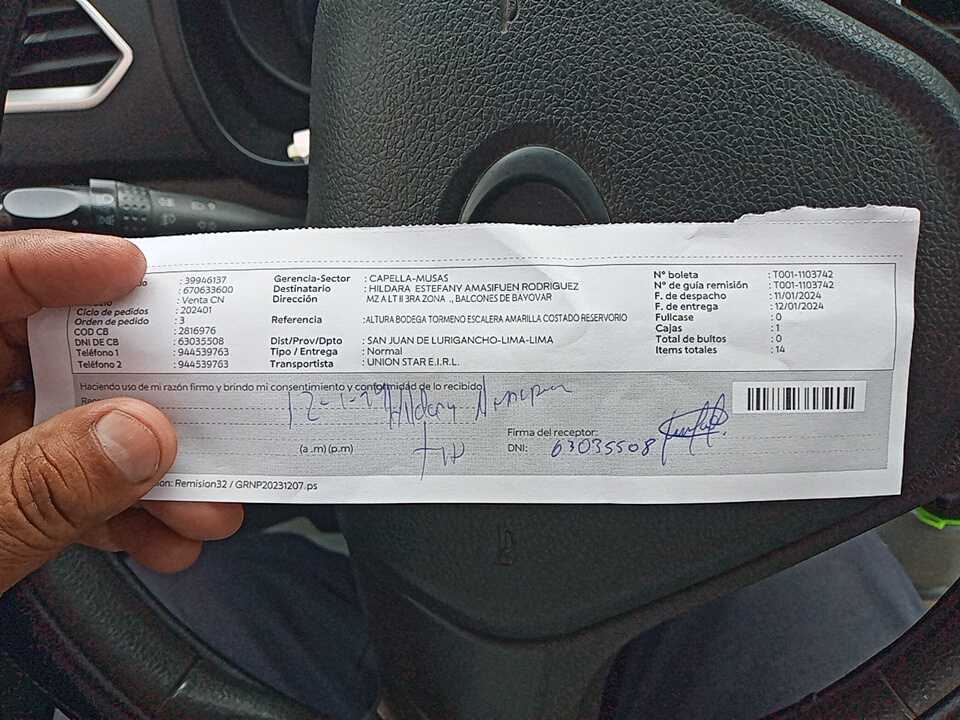 : 39946137 Gerencia-Sector : CAPELLA-MUSAS N° boleta : T001-1103742
: 670633600 Destinatario : HILDARA ESTEFANY AMASIFUEN RODRIGUEZ N° de guía remisión : T001-1103742
: Venta CN Dirección MZ A LT II 3RA ZONA ., BALCONES DE BAYOVAR F. de despacho : 11/01/2024
Ciclo de pedidos : 202401 F. de entrega : 12/01/2024
Orden de pedido : 3 Referencia : ALTURA BODEGA TORMENO ESCALERA AMARILLA COSTADO RESERVORIO Fullcase : 0
COD CB : 2816976 Cajas : 1
DNI DE CB : 63035508 Dist/Prov/Dpto : SAN JUAN DE LURIGANCHO-LIMA-LIMA Total de bultos : 0
Teléfono 1 : 944539763 Tipo / Entrega : Normal Items totales : 14
Teléfono 2 : 944539763 Transportista : UNION STAR E.I.R.L.
Haciendo uso de mi razón firmo y brindo mi consentimiento y conformidad de lo recibido
Hildara
Firma del receptor:
(a .m) (p.m) DNI: 63035508
Remision32 / GRNP20231207.ps